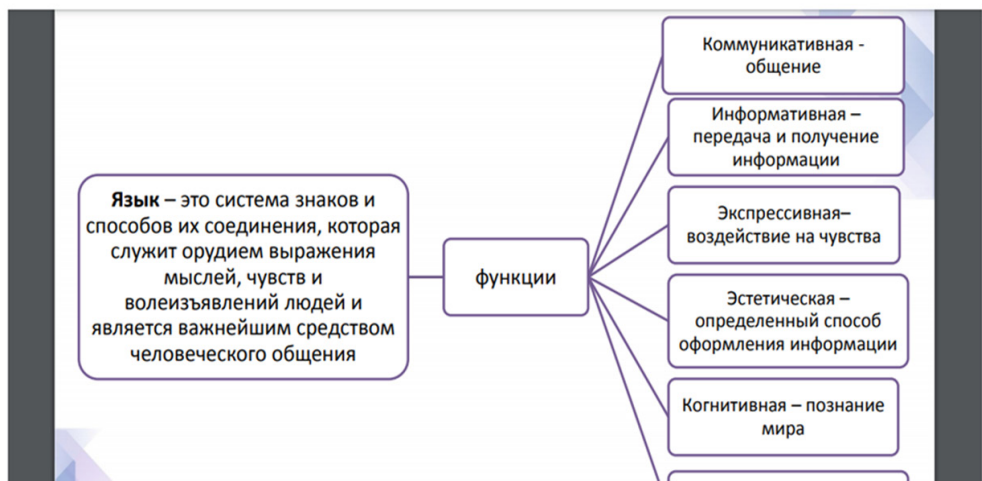 Язык – это система знаков и
способов их соединения, которая
служит орудием выражения
мыслей, чувств и
волеизъявлений людей и
является важнейшим средством
человеческого общения
функции
Коммуникативная -
общение
Информативная –
передача и получение
информации
Экспрессивная–
воздействие на чувства
Эстетическая –
определенный способ
оформления информации
Когнитивная – познание
мира